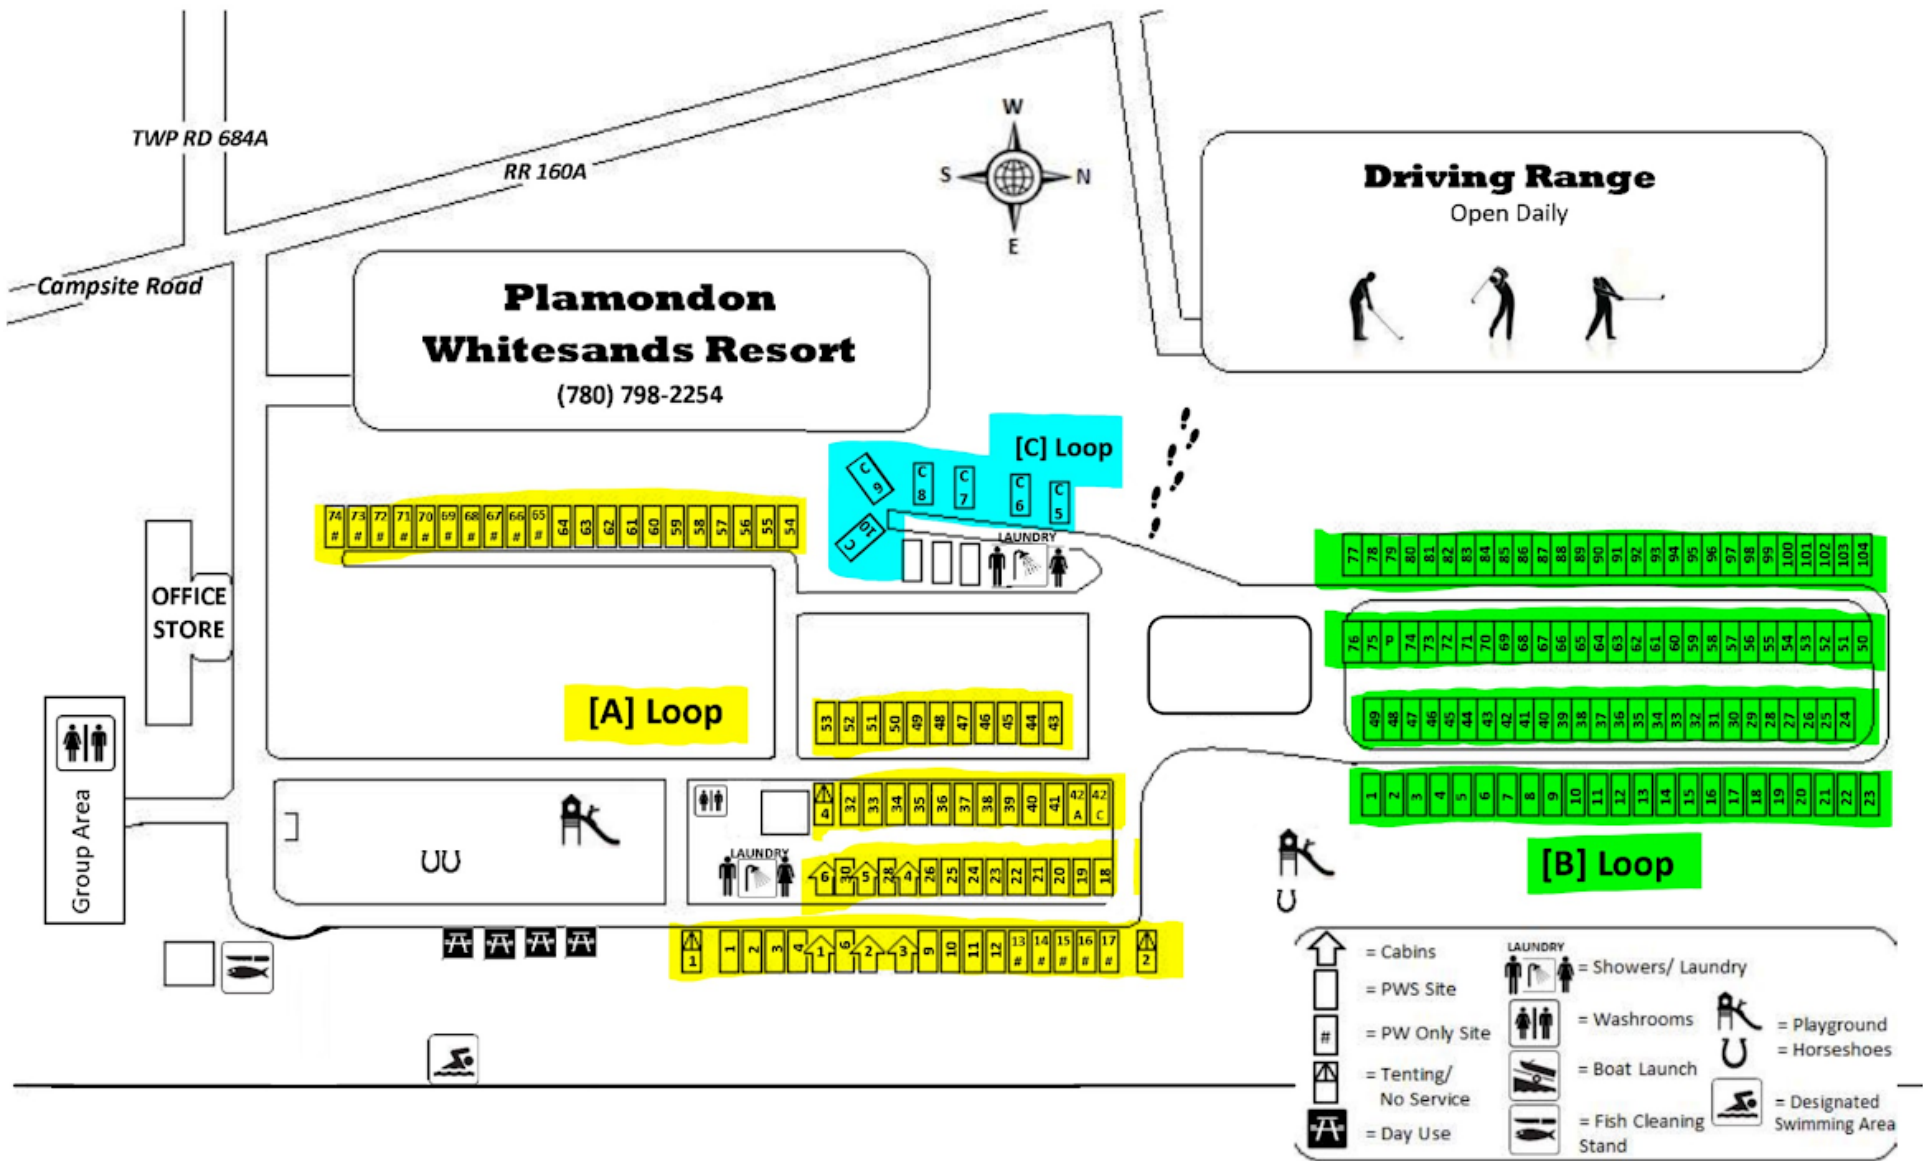 TWP RD 684A
RR 160A
Campsite Road
W
S N
E
Driving Range
Open Daily
Plamondon
Whitesands Resort
(780) 798-2254
[C] Loop
C 9
C 8
C 7
C 6
C 5
C 10
LAUNDRY
74 # 73 # 72 # 71 # 70 # 69 # 68 # 67 # 66 # 65 # 64 63 62 61 60 59 58 57 56 55 54
77 78 79 80 81 82 83 84 85 86 87 88 89 90 91 92 93 94 95 96 97 98 99 100 101 102 103 104
OFFICE
STORE
76 75 P 74 73 72 71 70 69 68 67 66 65 64 63 62 61 60 59 58 57 56 55 54 53 52 51 50
[A] Loop
53 52 51 50 49 48 47 46 45 44 43
49 48 47 46 45 44 43 42 41 40 39 38 37 36 35 34 33 32 31 30 29 28 27 26 25 24
Group Area
4 32 33 34 35 36 37 38 39 40 41 42 A 42 C
1 2 3 4 5 6 7 8 9 10 11 12 13 14 15 16 17 18 19 20 21 22 23
LAUNDRY
6 30 5 28 4 26 25 24 23 22 21 20 19 18
[B] Loop
1 1 2 3 4 1 6 2 3 9 10 11 12 13 # 14 # 15 # 16 # 17 # 2
= Cabins
= PWS Site
# = PW Only Site
= Tenting/
No Service
= Day Use
LAUNDRY
= Showers/ Laundry
= Washrooms
= Boat Launch
= Fish Cleaning
Stand
= Playground
= Horseshoes
= Designated
Swimming Area